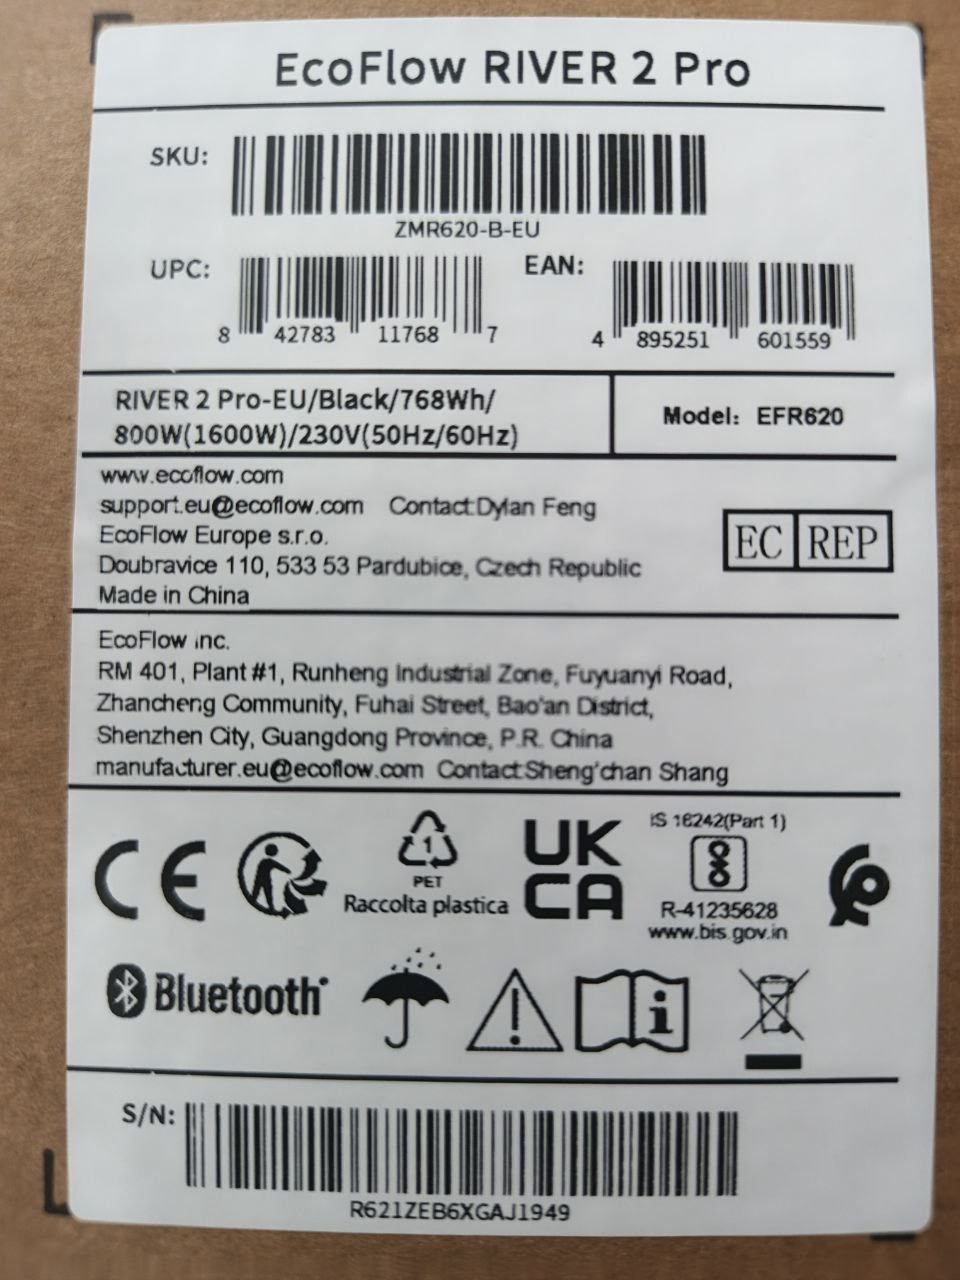 EcoFlow RIVER 2 Pro
SKU:
ZMR620-B-EU
UPC:
8 42783 11768 7
EAN:
4 895251 601559
RIVER 2 Pro-EU/Black/768Wh/
800W(1600W)/230V(50Hz/60Hz)
Model: EFR620
www.ecoflow.com
support.eu@ecoflow.com Contact:Dylan Feng
EcoFlow Europe s.r.o.
Doubravice 110, 533 53 Pardubice, Czech Republic
Made in China
EC REP
EcoFlow inc.
RM 401, Plant #1, Runheng Industrial Zone, Fuyuanyi Road,
Zhancheng Community, Fuhai Street, Bao'an District,
Shenzhen City, Guangdong Province, P.R. China
manufacturer.eu@ecoflow.com Contact:Sheng'chan Shang
CE
1
PET
Raccolta plastica
UK
CA
IS 16242(Part 1)
R-41235628
www.bis.gov.in
Bluetooth
i
S/N:
R621ZEB6XGAJ1949